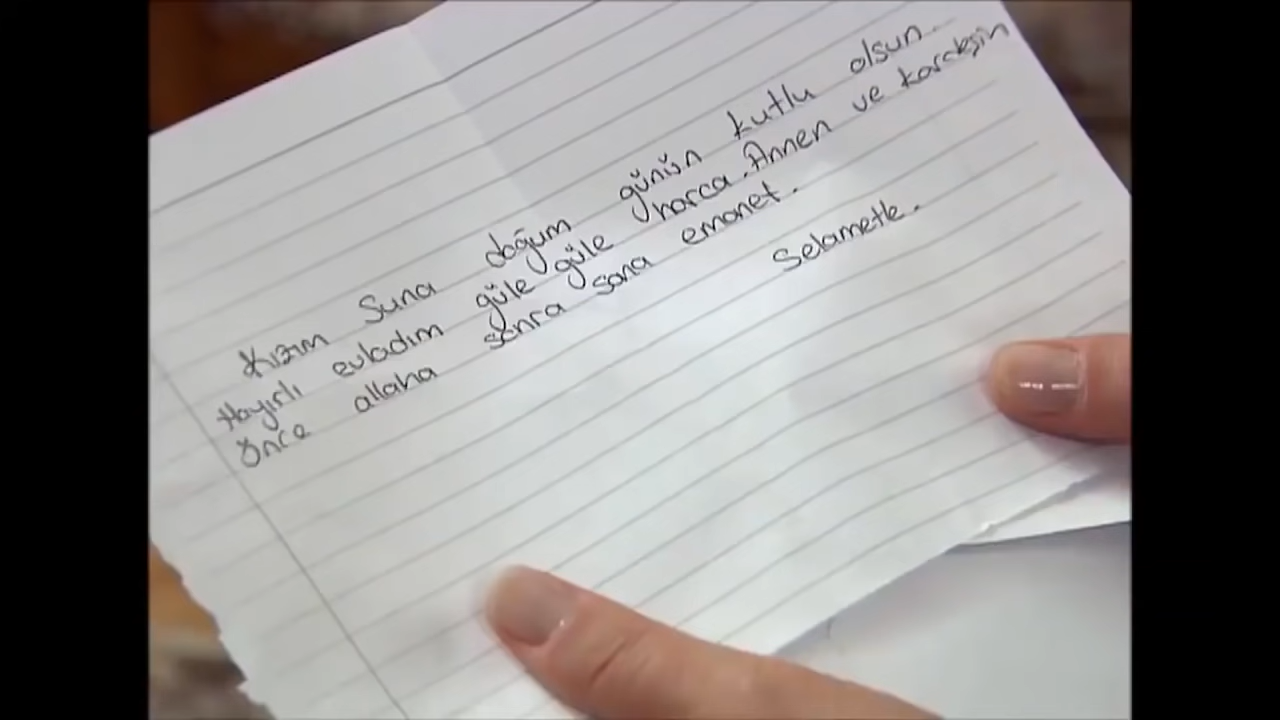 Kızım Suna doğum günün kutlu olsun.
Hayırlı evladım güle güle harca. Annen ve kardeşin
Önce allaha sonra sana emanet.
Selametle.